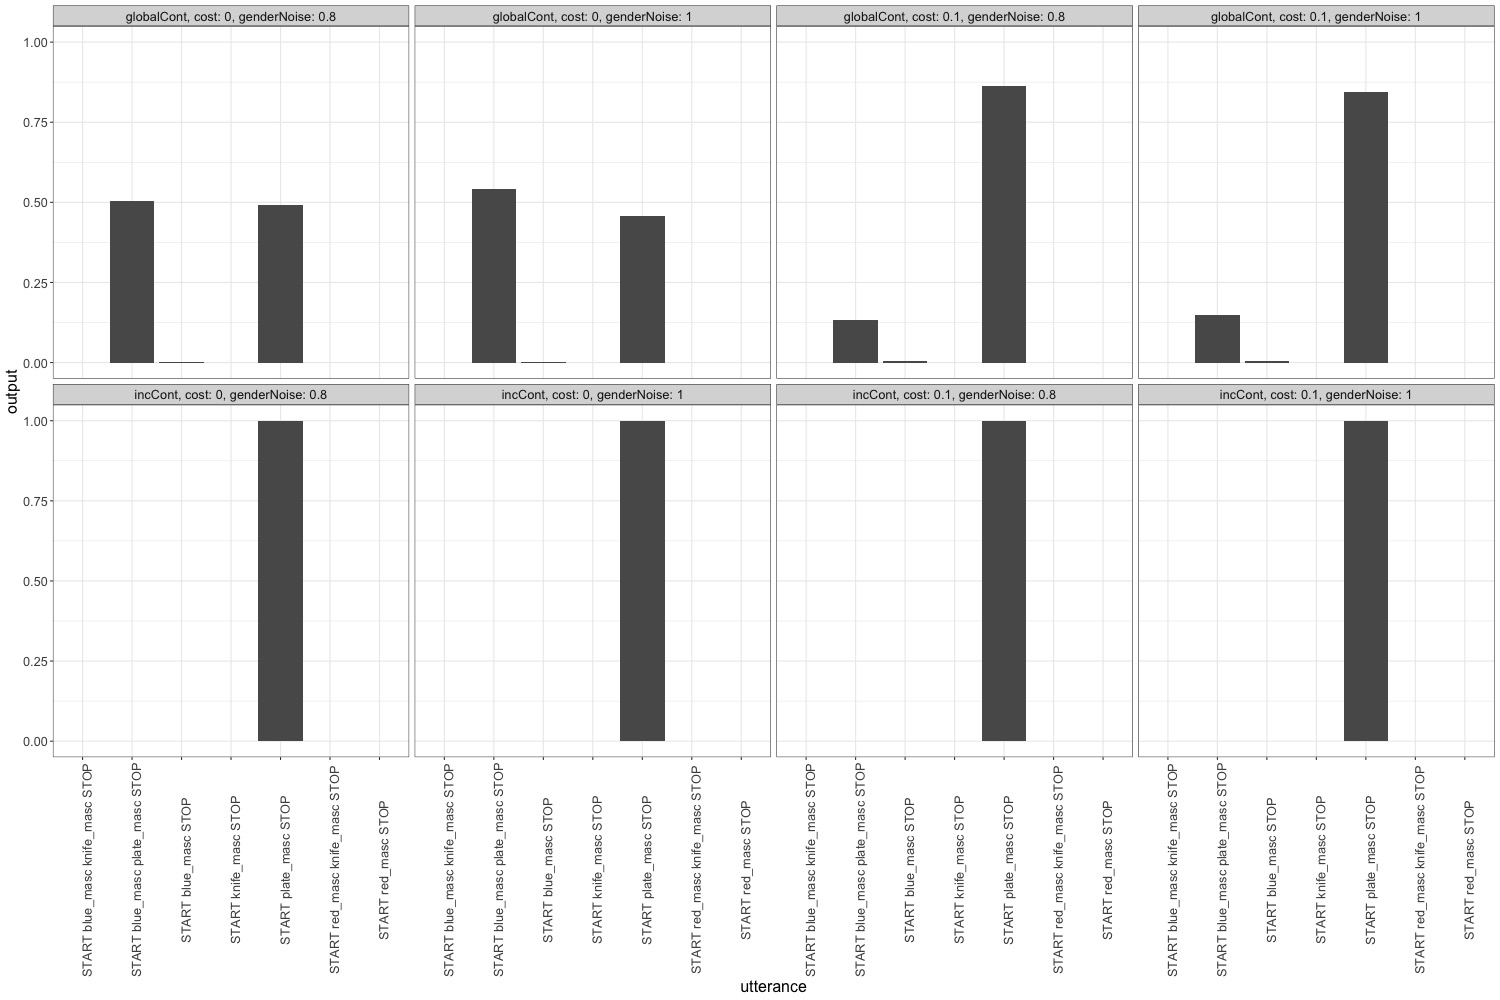 globalCont, cost: 0, genderNoise: 0.8
globalCont, cost: 0, genderNoise: 1
globalCont, cost: 0.1, genderNoise: 0.8
globalCont, cost: 0.1, genderNoise: 1
1.00
0.75
0.50
0.25
0.00
output
incCont, cost: 0, genderNoise: 0.8
incCont, cost: 0, genderNoise: 1
incCont, cost: 0.1, genderNoise: 0.8
incCont, cost: 0.1, genderNoise: 1
1.00
0.75
0.50
0.25
0.00
START blue_masc knife_masc STOP
START blue_masc plate_masc STOP
START blue_masc STOP
START knife_masc STOP
START plate_masc STOP
START red_masc knife_masc STOP
START red_masc STOP
START blue_masc knife_masc STOP
START blue_masc plate_masc STOP
START blue_masc STOP
START knife_masc STOP
START plate_masc STOP
START red_masc knife_masc STOP
START red_masc STOP
START blue_masc knife_masc STOP
START blue_masc plate_masc STOP
START blue_masc STOP
START knife_masc STOP
START plate_masc STOP
START red_masc knife_masc STOP
START red_masc STOP
START blue_masc knife_masc STOP
START blue_masc plate_masc STOP
START blue_masc STOP
START knife_masc STOP
START plate_masc STOP
START red_masc knife_masc STOP
START red_masc STOP
utterance